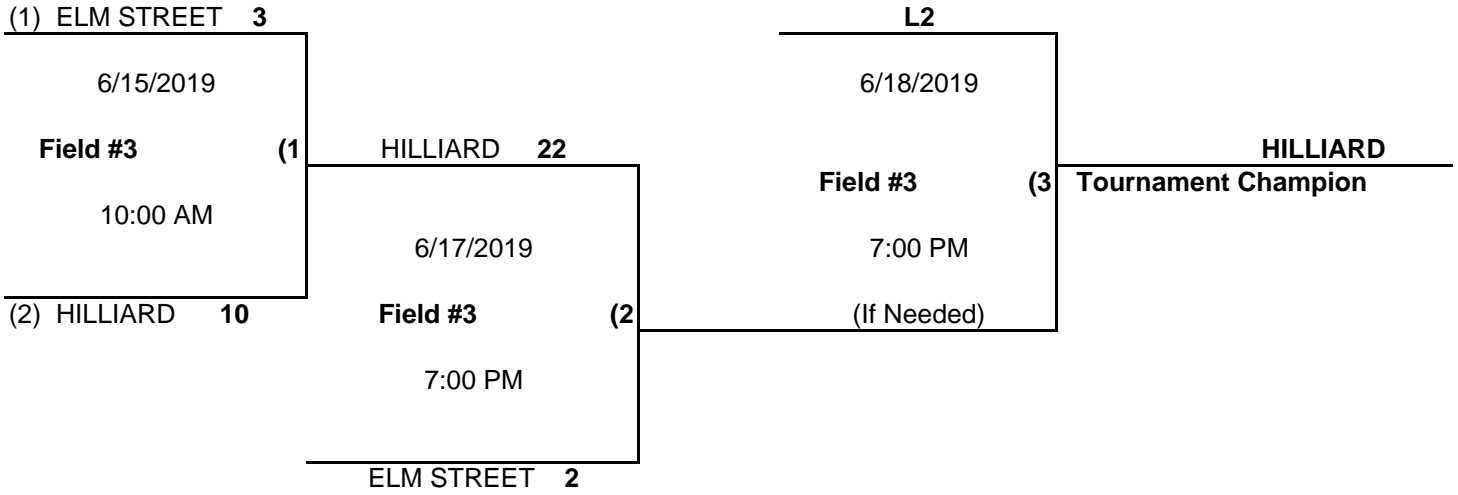 (1) ELM STREET 3
L2
6/15/2019
6/18/2019
Field #3 (1
HILLIARD 22
HILLIARD
Field #3 (3
Tournament Champion
10:00 AM
6/17/2019
7:00 PM
(2) HILLIARD 10
Field #3 (2
(If Needed)
7:00 PM
ELM STREET 2